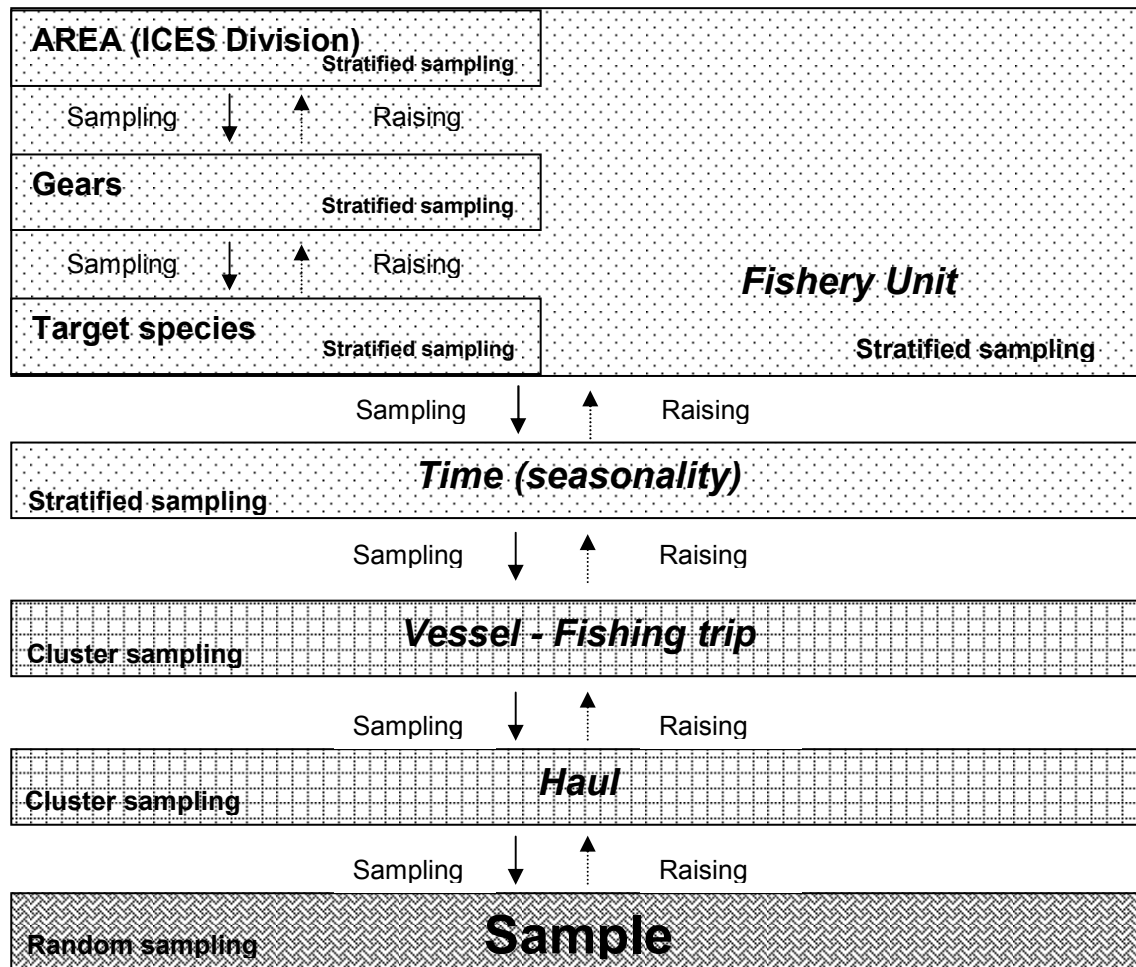 AREA (ICES Division)
Stratified sampling
Sampling Raising
Gears
Stratified sampling
Sampling Raising
Fishery Unit
Target species
Stratified sampling
Stratified sampling
Sampling Raising
Time (seasonality)
Stratified sampling
Sampling Raising
Vessel - Fishing trip
Cluster sampling
Sampling Raising
Haul
Cluster sampling
Sampling Raising
Sample
Random sampling